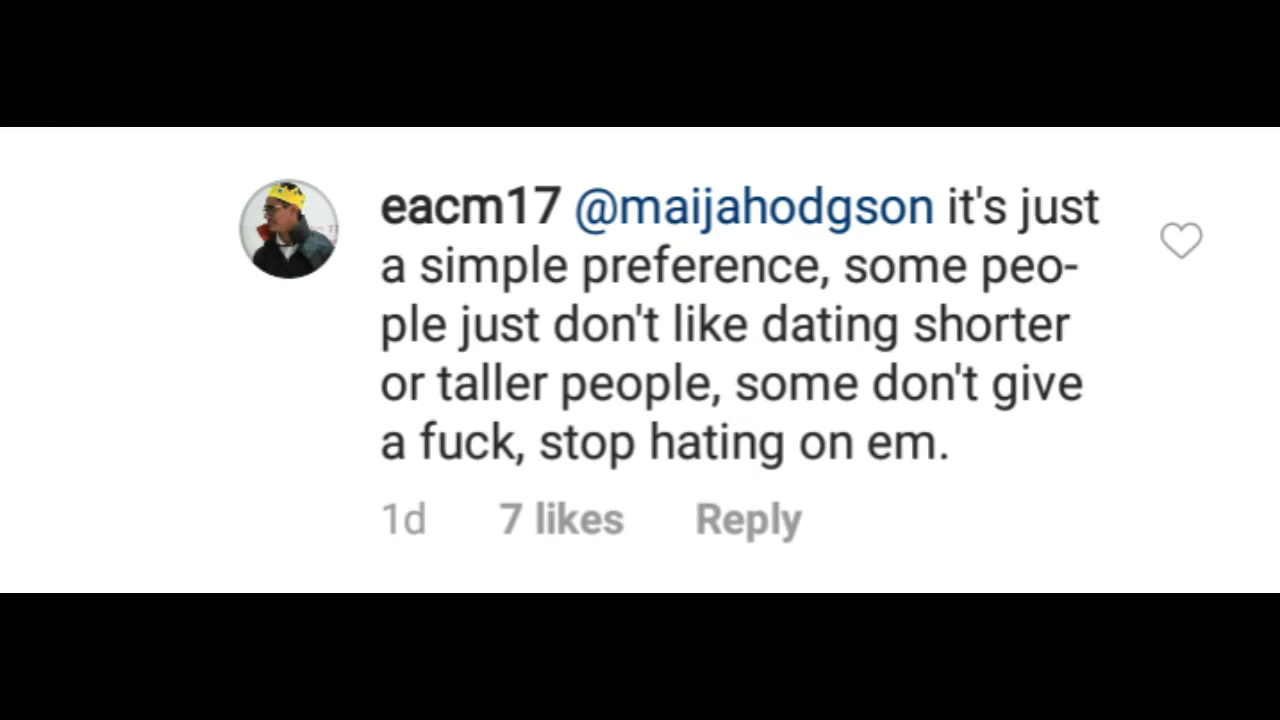 eacm17 @maijahodgson it's just
a simple preference, some peo-
ple just don't like dating shorter
or taller people, some don't give
a fuck, stop hating on em.
1d 7 likes Reply